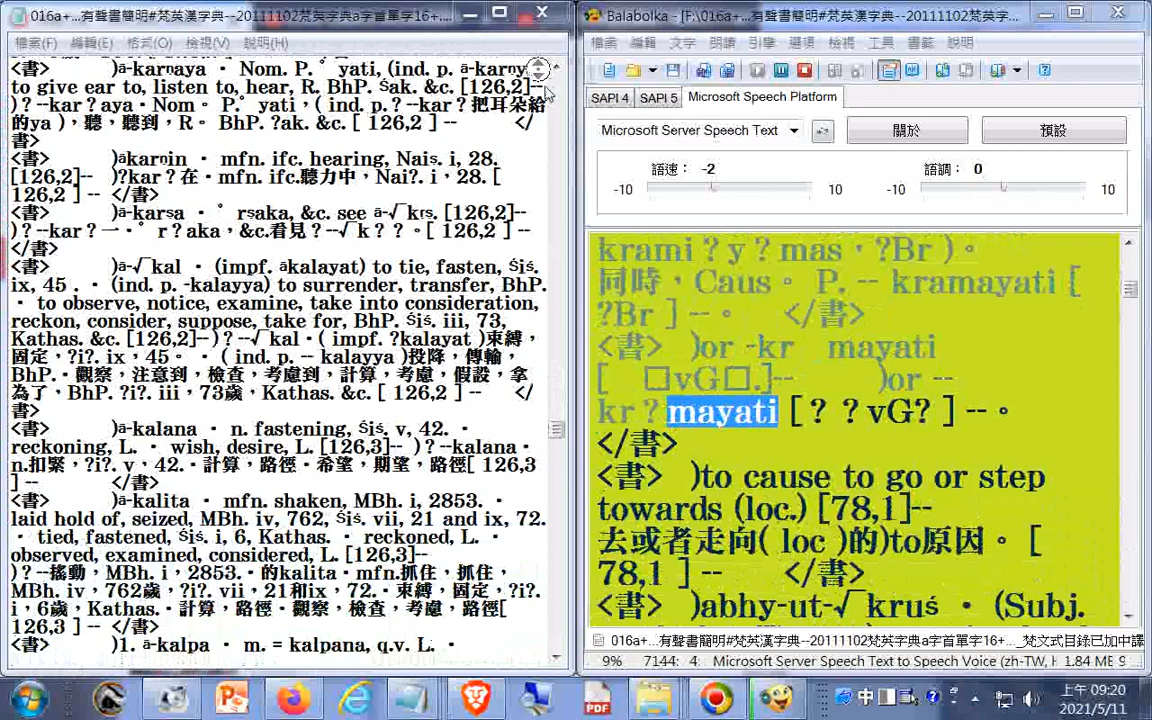 016a+...有聲書簡明#梵英漢字典--20111102梵英字典a字首單字16+...
檔案(F) 編輯(E) 格式(O) 檢視(V) 說明(H)
<書> )ā-karṇaya · Nom. P. °yati, (ind. p. ā-karṇya
to give ear to, listen to, hear, R. BhP. Śak. &c. [126,2]--
)? --kar ? aya · Nom。 P.° yati，( ind. p.? --kar ? 把耳朵給
的ya )，聽，聽到，R。 BhP. ?ak. &c. [ 126,2 ] -- </
書>
<書> )ākarṇin · mfn. ifc. hearing, Naiṣ. i, 28.
[126,2]-- )?kar ? 在 · mfn. ifc.聽力中，Nai?. i，28. [
126,2 ] -- </書>
<書> )ā-karṣa · °rṣaka, &c. see ā-√kṛṣ. [126,2]--
)? --kar ? 一 · ° r ? aka，&c.看見 ? --√k ? ? 。[ 126,2 ] --
</書>
<書> )ā-√kal · (impf. ākalayat) to tie, fasten, Śiś.
ix, 45 . · (ind. p. -kalayya) to surrender, transfer, BhP.
· to observe, notice, examine, take into consideration,
reckon, consider, suppose, take for, BhP. Śiś. iii, 73,
Kathas. &c. [126,2]--)? --√kal · ( impf. ?kalayat )束縛，
固定，?i?. ix，45。 · ( ind. p. -- kalayya )投降，傳輸，
BhP. · 觀察，注意到，檢查，考慮到，計算，考慮，假設，拿
為了，BhP. ?i?. iii，73歲，Kathas. &c. [ 126,2 ] -- </
書>
<書> )ā-kalana · n. fastening, Śiś. v, 42. ·
reckoning, L. · wish, desire, L. [126,3]-- )? --kalana ·
n.扣緊，?i?. v，42. · 計算，路徑 · 希望，期望，路徑[ 126,3
] -- </書>
<書> )ā-kalita · mfn. shaken, MBh. i, 2853. ·
laid hold of, seized, MBh. iv, 762, Śiś. vii, 21 and ix, 72.
· tied, fastened, Śiś. i, 6, Kathas. · reckoned, L. ·
observed, examined, considered, L. [126,3]--
)? --搖動，MBh. i，2853. · 的kalita · mfn.抓住，抓住，
MBh. iv，762歲，?i?. vii，21和ix，72. · 束縛，固定，?i?.
i，6歲，Kathas. · 計算，路徑 · 觀察，檢查，考慮，路徑[
126,3 ] -- </書>
<書> )1. ā-kalpa · m. = kalpana, q.v. L. ·
Balabolka - [F:\016a+...有聲書簡明#梵英漢字典--20111102梵英字...
檔案 編輯 文字 朗讀 引擎 選項 檢視 工具 書籤 說明
SAPI 4 SAPI 5 Microsoft Speech Platform
Microsoft Server Speech Text 關於 預設
語速： -2 語調： 0
-10 10 -10 10
krami ? y ? mas，?Br )。
同時，Caus。 P. -- kramayati [
?Br ] --。 </書>
<書> )or -kr mayati
[ □vG□.]-- )or --
kr ? mayati [ ? ? vG? ] --。
</書>
<書> )to cause to go or step
towards (loc.) [78,1]--
去或者走向( loc )的)to原因。 [
78,1 ] -- </書>
<書> )abhy-ut-√kruś · (Subj.
016a+...有聲書簡明#梵英漢字典--20111102梵英字典a字首單字16+..._梵文式目錄已加中譯
9% 7144: 4: Microsoft Server Speech Text to Speech Voice (zh-TW, H 1.84 MB 9
中
上午 09:20
2021/5/11